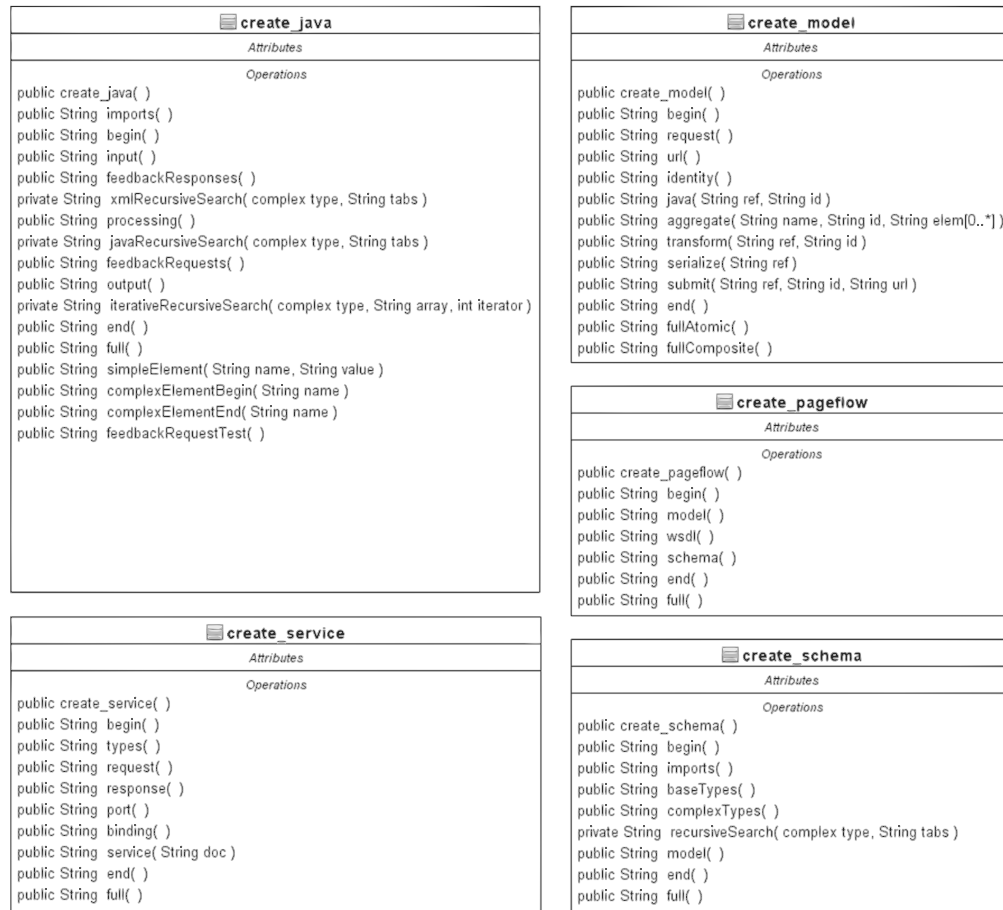 create_java
Attributes
Operations
public create_java( )
public String imports( )
public String begin( )
public String input( )
public String feedbackResponses( )
private String xmlRecursiveSearch( complex type, String tabs )
public String processing( )
private String javaRecursiveSearch( complex type, String tabs )
public String feedbackRequests( )
public String output( )
private String iterativeRecursiveSearch( complex type, String array, int iterator )
public String end( )
public String full( )
public String simpleElement( String name, String value )
public String complexElementBegin( String name )
public String complexElementEnd( String name )
public String feedbackRequestTest( )
create_service
Attributes
Operations
public create_service( )
public String begin( )
public String types( )
public String request( )
public String response( )
public String port( )
public String binding( )
public String service( String doc )
public String end( )
public String full( )
create_model
Attributes
Operations
public create_model( )
public String begin( )
public String request( )
public String url( )
public String identity( )
public String java( String ref, String id )
public String aggregate( String name, String id, String elem[0..*] )
public String transform( String ref, String id )
public String serialize( String ref )
public String submit( String ref, String id, String url )
public String end( )
public String fullAtomic( )
public String fullComposite( )
create_pageflow
Attributes
Operations
public create_pageflow( )
public String begin( )
public String model( )
public String wsdl( )
public String schema( )
public String end( )
public String full( )
create_schema
Attributes
Operations
public create_schema( )
public String begin( )
public String imports( )
public String baseTypes( )
public String complexTypes( )
private String recursiveSearch( complex type, String tabs )
public String model( )
public String end( )
public String full( )